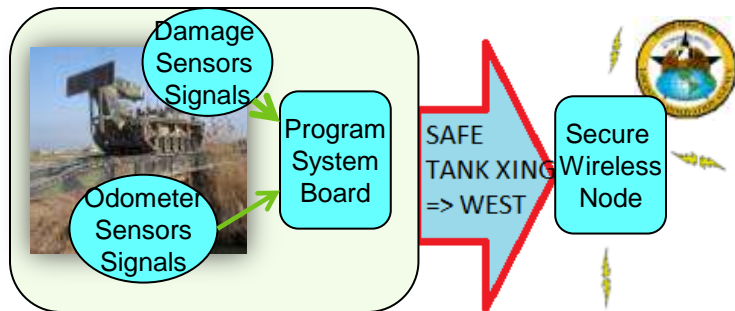 Damage
Sensors
Signals
Program
System
Board
Odometer
Sensors
Signals
SAFE
TANK XING
=> WEST
Secure
Wireless
Node